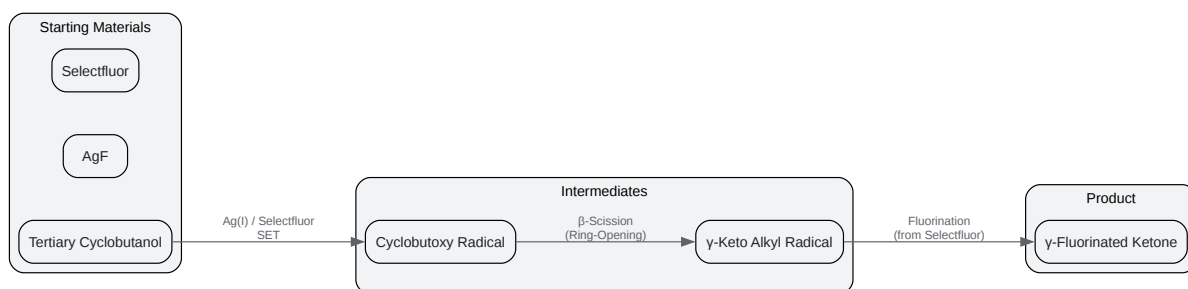 Starting Materials
Selectfluor
AgF
Tertiary Cyclobutanol
Ag(I) / Selectfluor
SET
Intermediates
Cyclobutoxy Radical
β-Scission
(Ring-Opening)
γ-Keto Alkyl Radical
Fluorination
(from Selectfluor)
Product
γ-Fluorinated Ketone